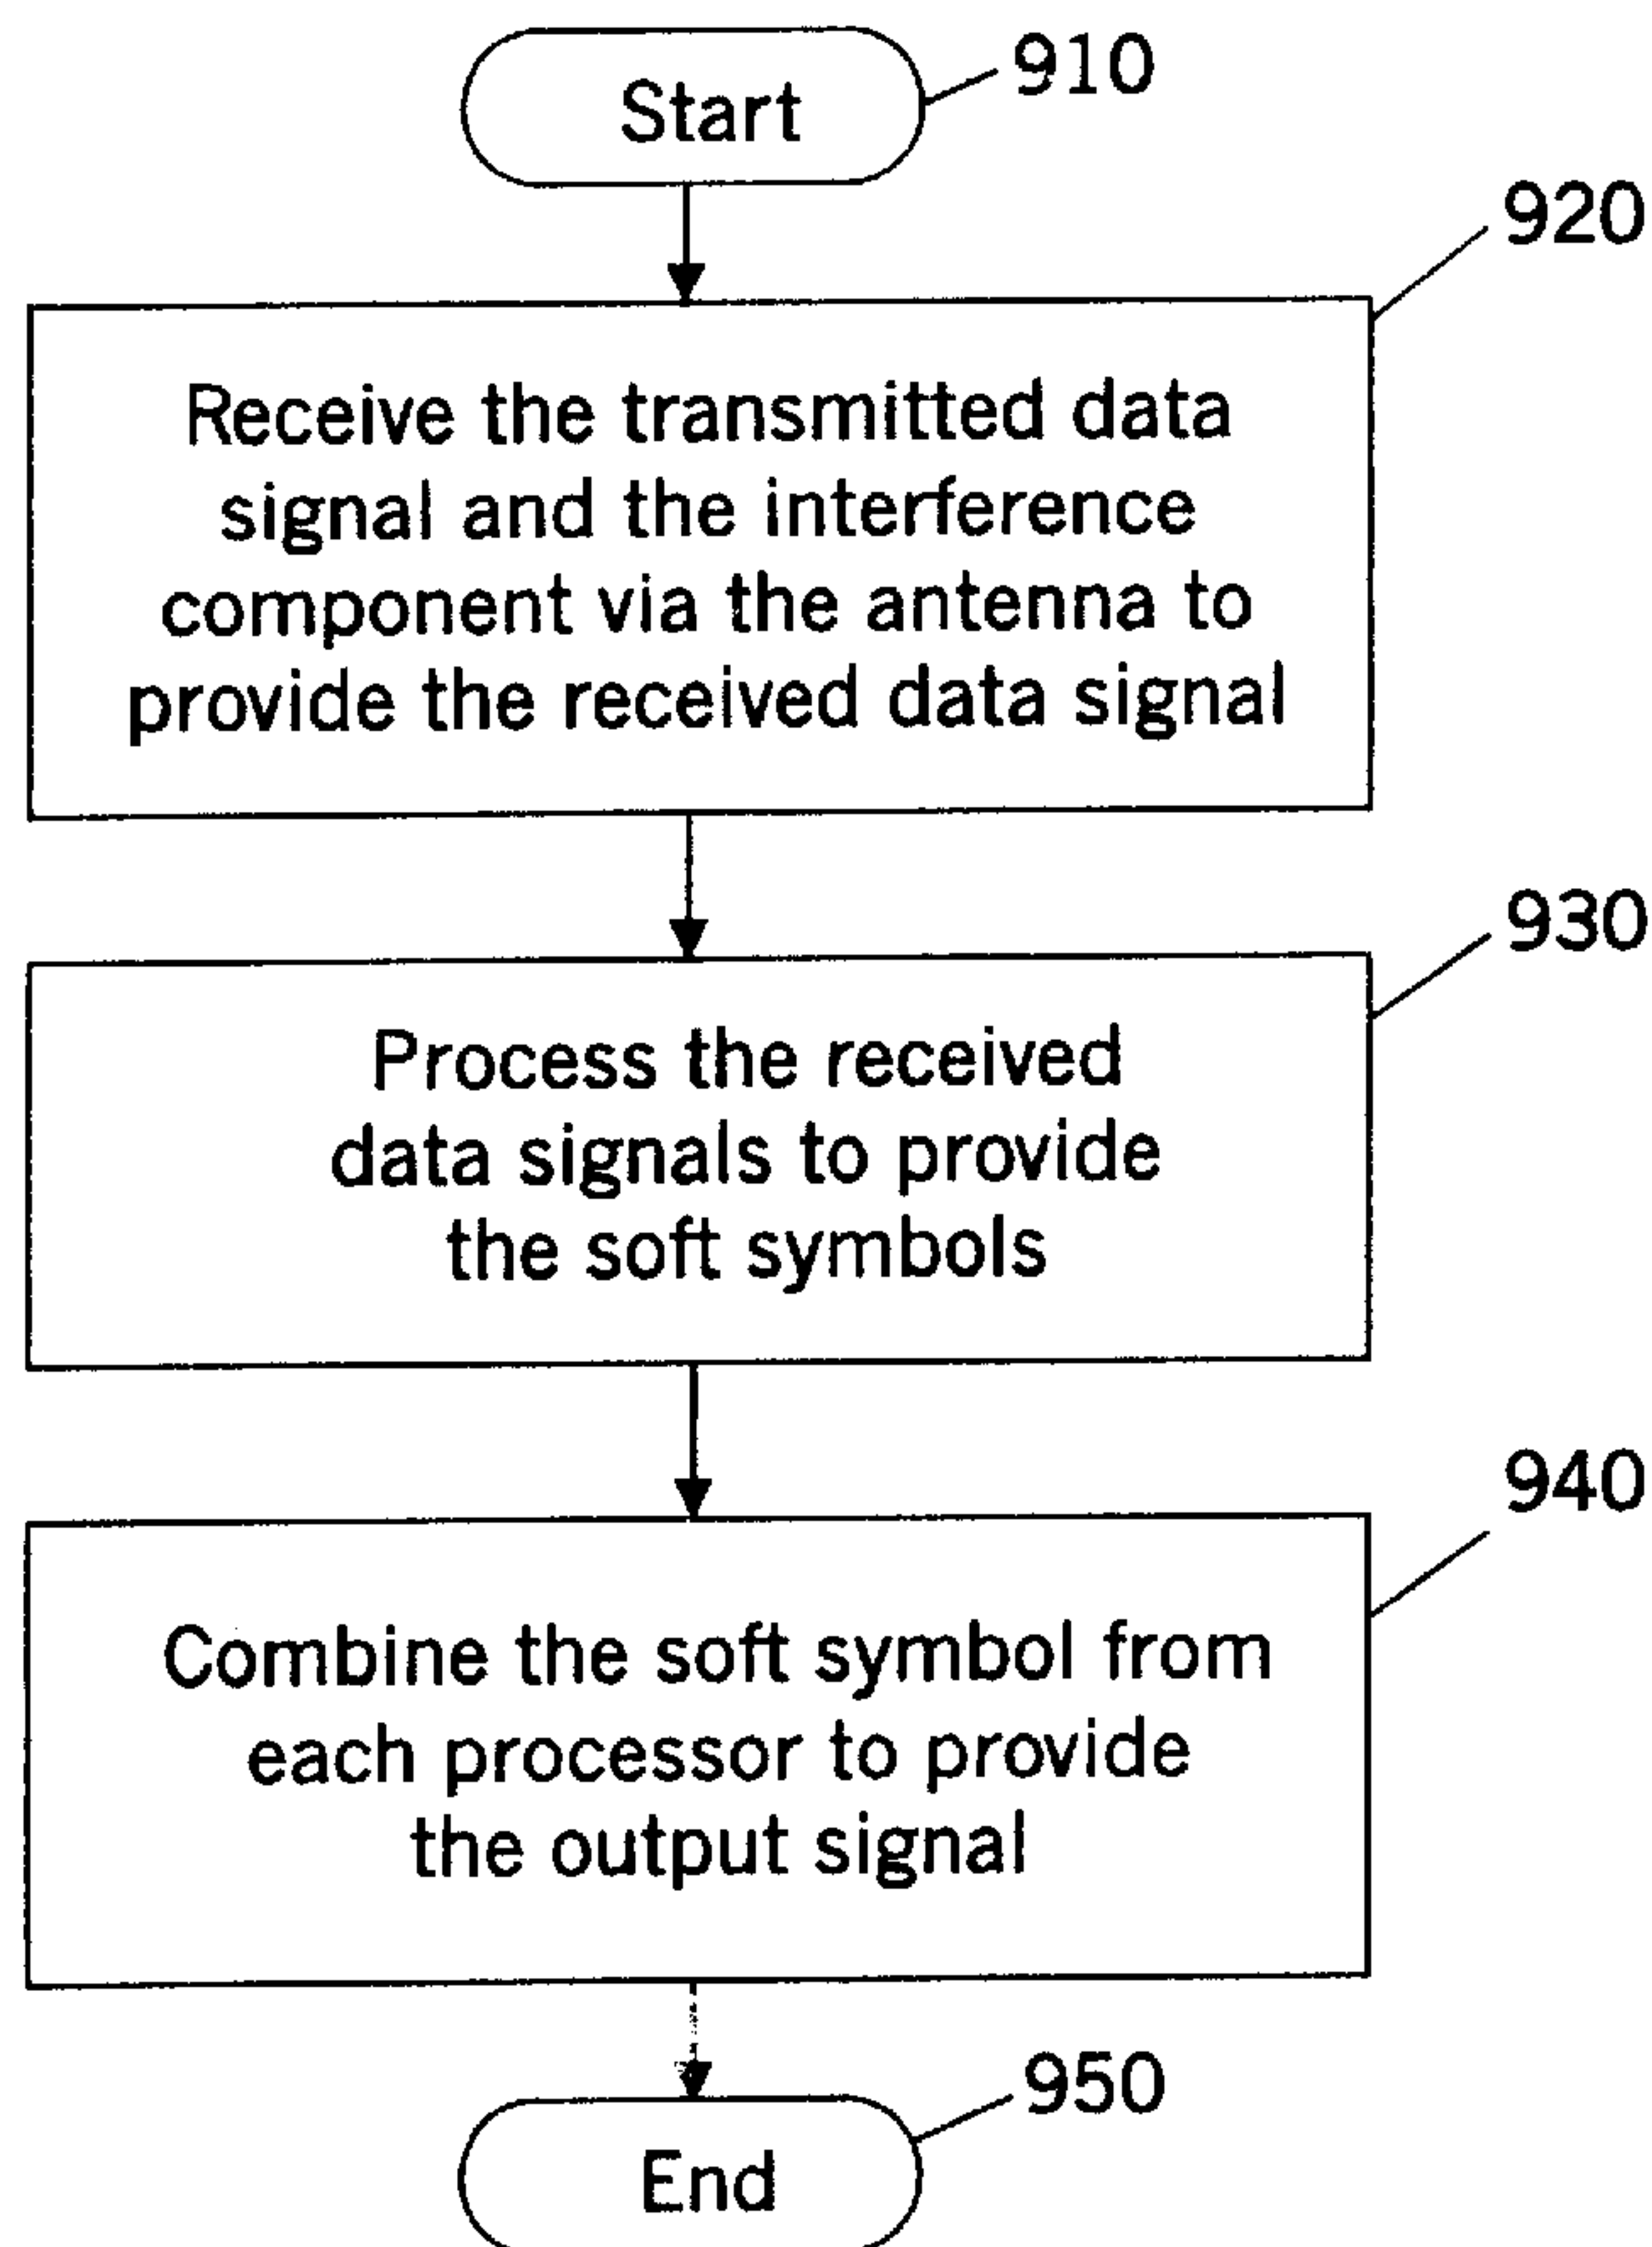 Start
910
920
Receive the transmitted data
signal and the interference
component via the antenna to
provide the received data signal
930
Process the received
data signals to provide
the soft symbols
940
Combine the soft symbol from
each processor to provide
the output signal
950
End